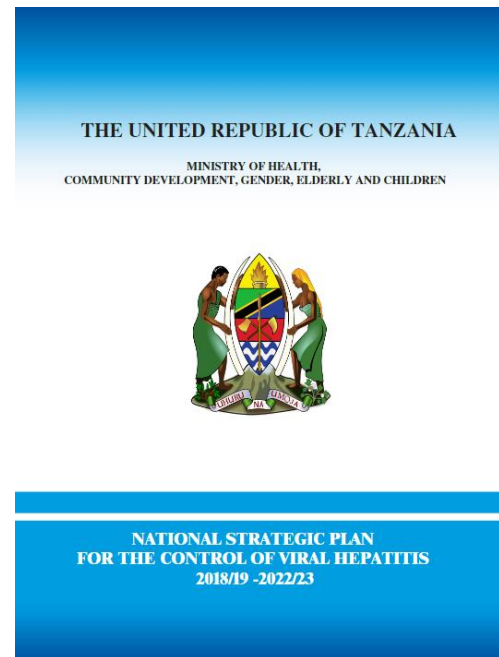 THE UNITED REPUBLIC OF TANZANIA
MINISTRY OF HEALTH,
COMMUNITY DEVELOPMENT, GENDER, ELDERLY AND CHILDREN
UHURU NA UMOJA
NATIONAL STRATEGIC PLAN
FOR THE CONTROL OF VIRAL HEPATITIS
2018/19 -2022/23